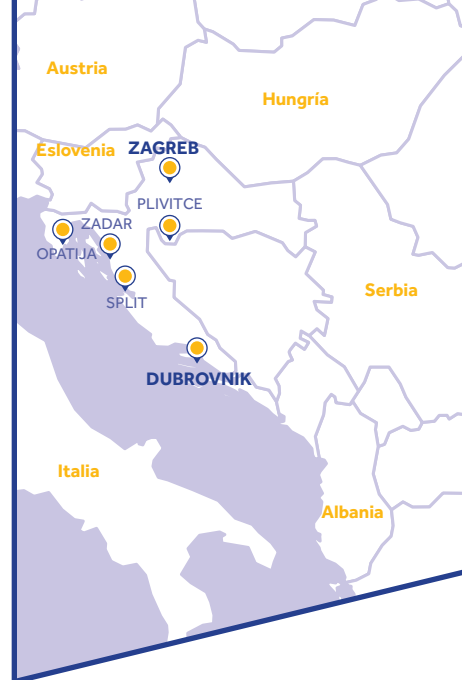 Austria
Hungría
Eslovenia
ZAGREB
PLIVITCE
ZADAR
OPATIJA
Serbia
SPLIT
DUBROVNIK
Italia
Albania